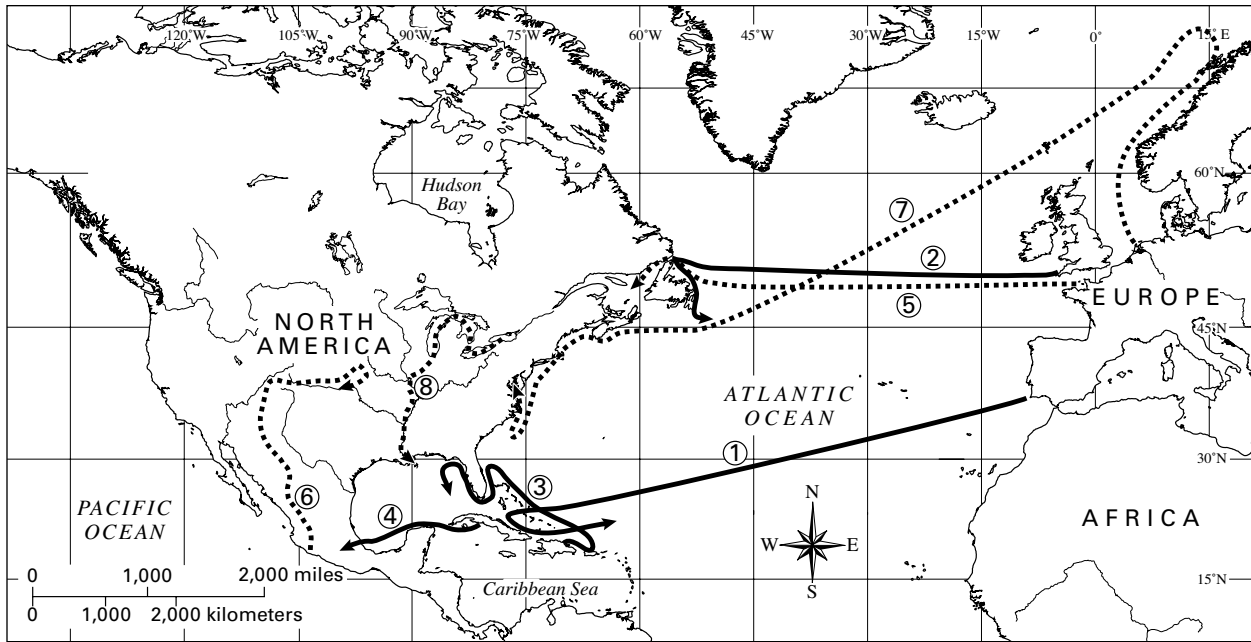 120°W
105°W
90°W
75°W
60°W
45°W
30°W
15°W
0°
15° E
Hudson
Bay
60°N
⑦
②
⑤
EUROPE
NORTH
AMERICA
45°N
⑧
ATLANTIC
OCEAN
①
30°N
③
⑥
④
PACIFIC
OCEAN
N
W
E
S
AFRICA
0 1,000 2,000 miles
0 1,000 2,000 kilometers
Caribbean Sea
15°N